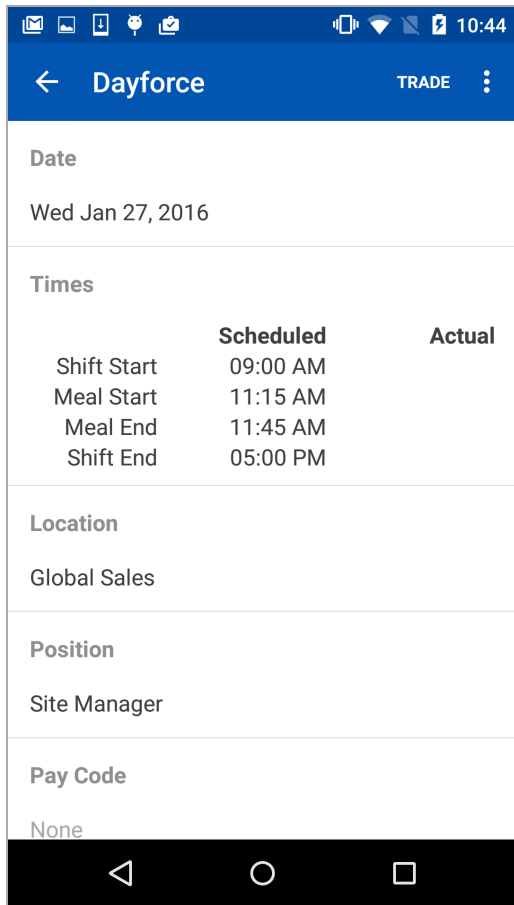 10:44
Dayforce TRADE
Date
Wed Jan 27, 2016
Times
Scheduled Actual
Shift Start 09:00 AM
Meal Start 11:15 AM
Meal End 11:45 AM
Shift End 05:00 PM
Location
Global Sales
Position
Site Manager
Pay Code
None